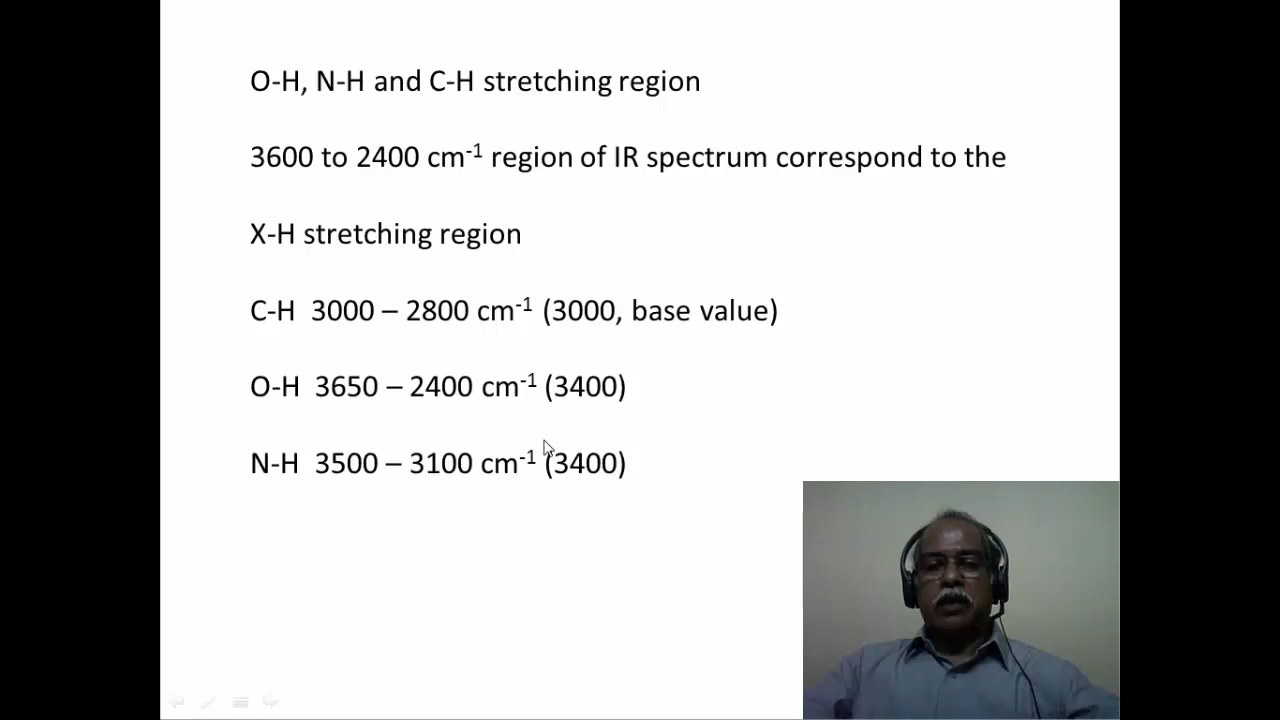 O-H, N-H and C-H stretching region
3600 to 2400 cm⁻¹ region of IR spectrum correspond to the
X-H stretching region
C-H 3000 – 2800 cm⁻¹ (3000, base value)
O-H 3650 – 2400 cm⁻¹ (3400)
N-H 3500 – 3100 cm⁻¹ (3400)